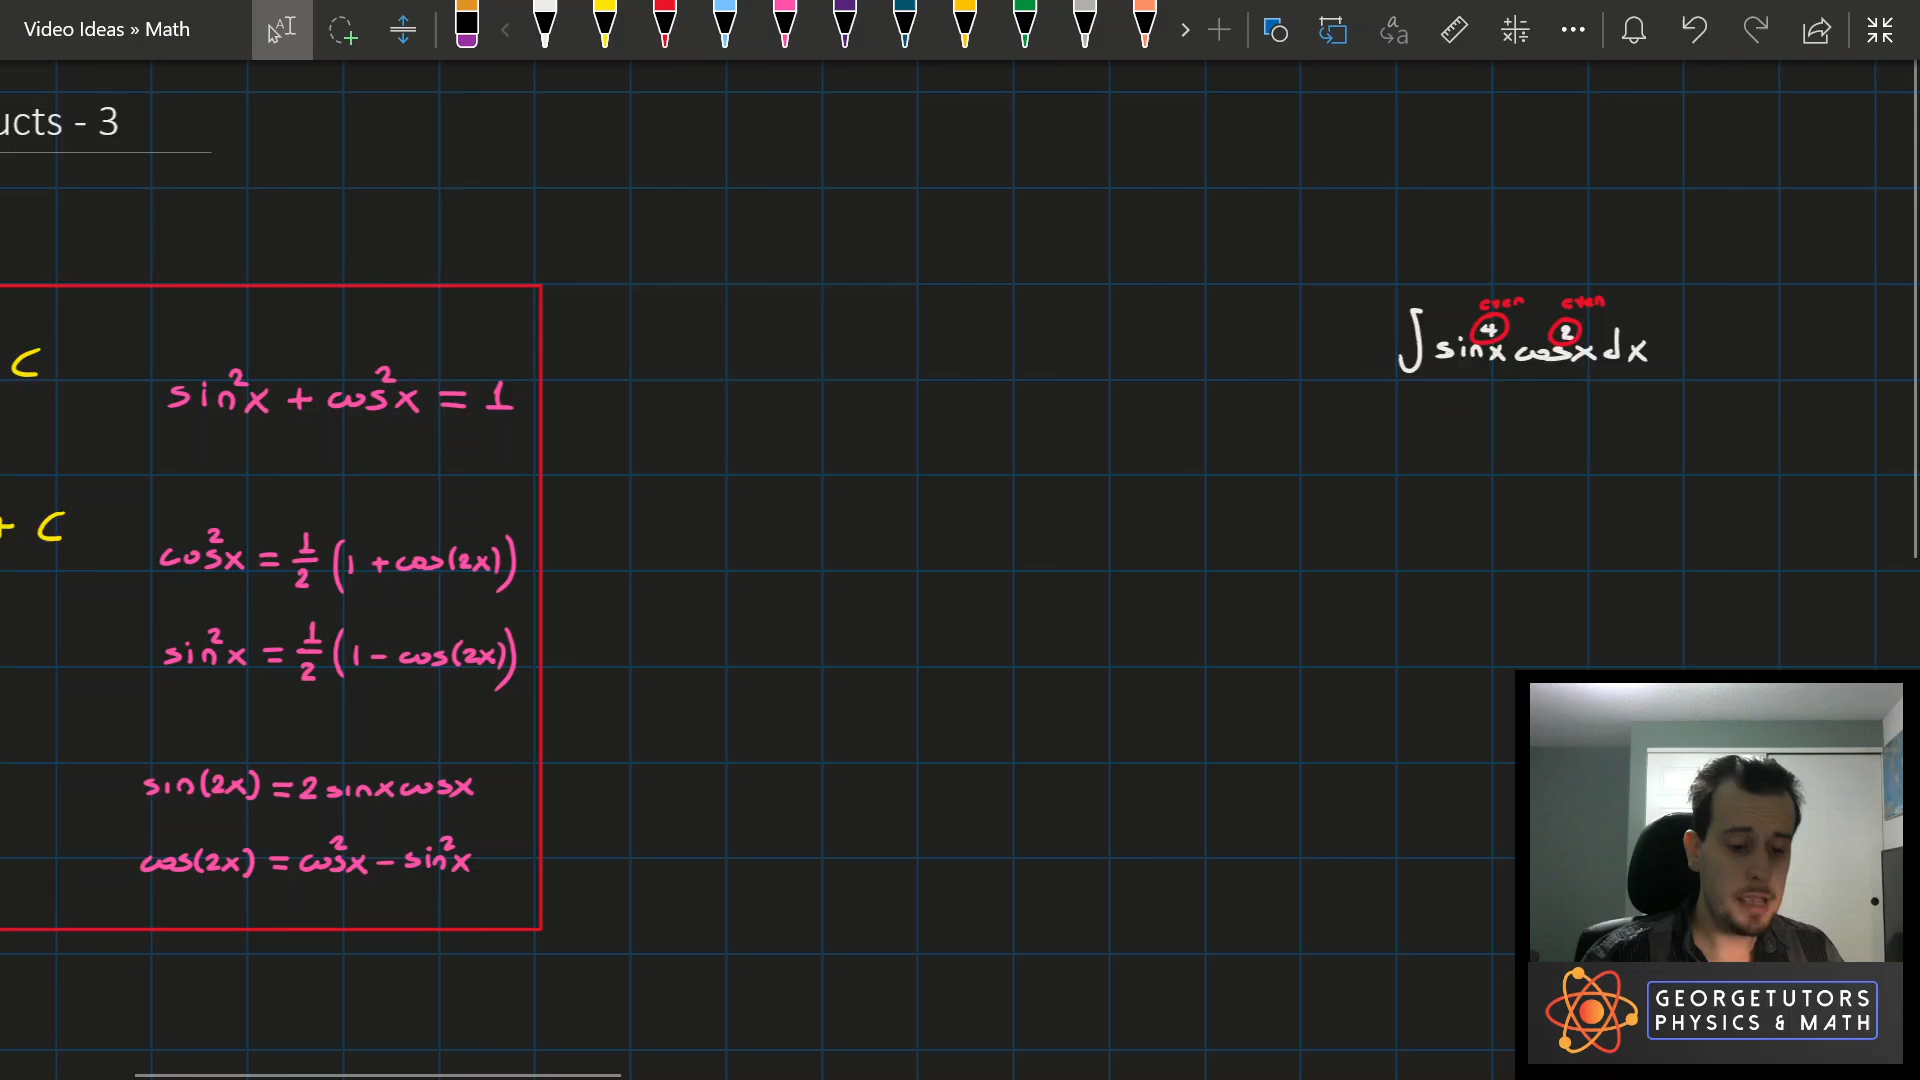 Video Ideas » Math
ucts - 3
C
+ C
sin²x + cos²x = 1
cos²x = 1/2 (1 + cos(2x))
sin²x = 1/2 (1 - cos(2x))
sin(2x) = 2 sinx cosx
cos(2x) = cos²x - sin²x
even even
∫ sin⁴x cos²x dx
GEORGETUTORS
PHYSICS & MATH